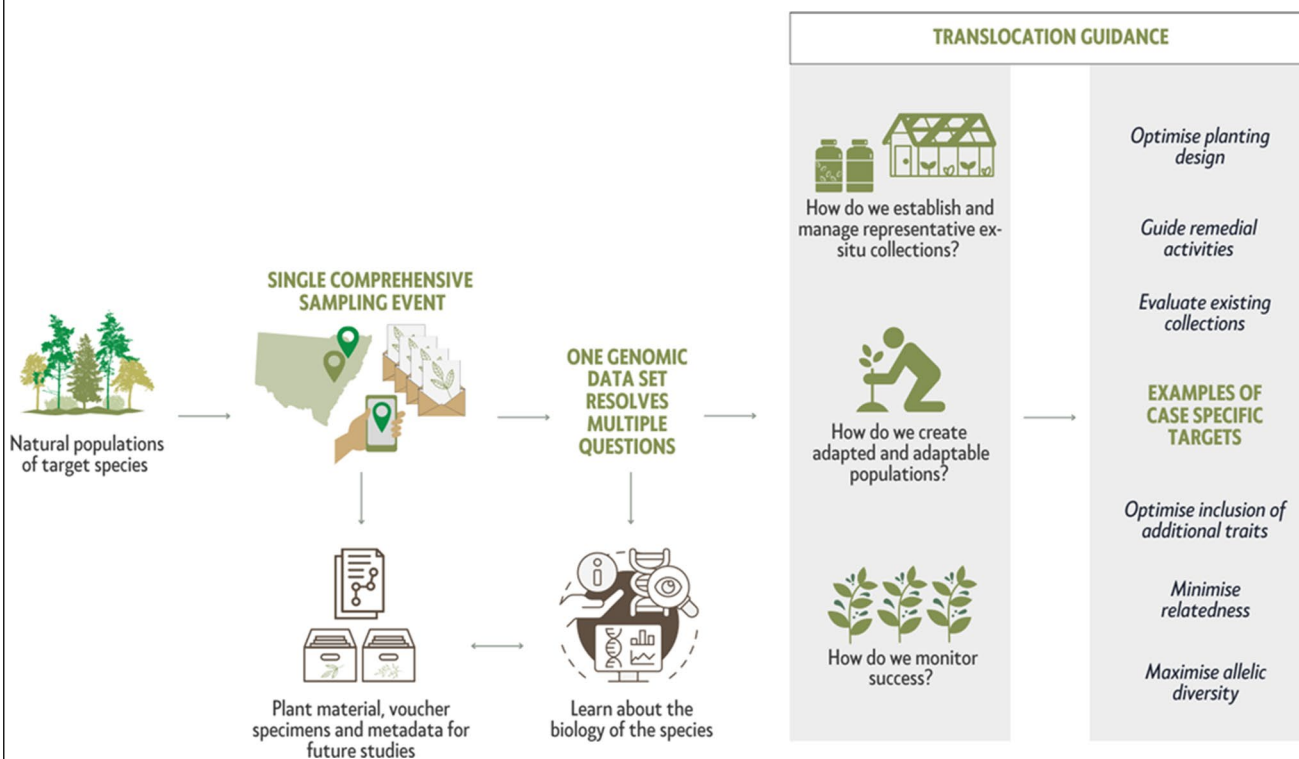 TRANSLOCATION GUIDANCE
Natural populations
of target species
SINGLE COMPREHENSIVE
SAMPLING EVENT
Plant material, voucher
specimens and metadata for
future studies
ONE GENOMIC
DATA SET
RESOLVES
MULTIPLE
QUESTIONS
Learn about the
biology of the species
How do we establish and
manage representative ex-
situ collections?
How do we create
adapted and adaptable
populations?
How do we monitor
success?
Optimise planting
design
Guide remedial
activities
Evaluate existing
collections
EXAMPLES OF
CASE SPECIFIC
TARGETS
Optimise inclusion of
additional traits
Minimise
relatedness
Maximise allelic
diversity